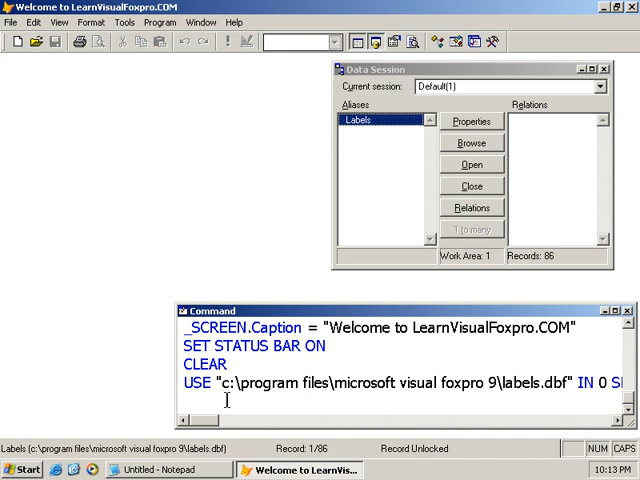 Welcome to LearnVisualFoxpro.COM
File Edit View Format Tools Program Window Help
Data Session
Current session: Default(1)
Aliases Relations
Labels
Properties
Browse
Open
Close
Relations
1 to many
Work Area: 1 Records: 86
Command
_SCREEN.Caption = "Welcome to LearnVisualFoxpro.COM"
SET STATUS BAR ON
CLEAR
USE "c:\program files\microsoft visual foxpro 9\labels.dbf" IN 0 SH
Labels (c:\program files\microsoft visual foxpro 9\labels.dbf) Record: 1/86 Record Unlocked NUM CAPS
Start Untitled - Notepad Welcome to LearnVis... 10:13 PM